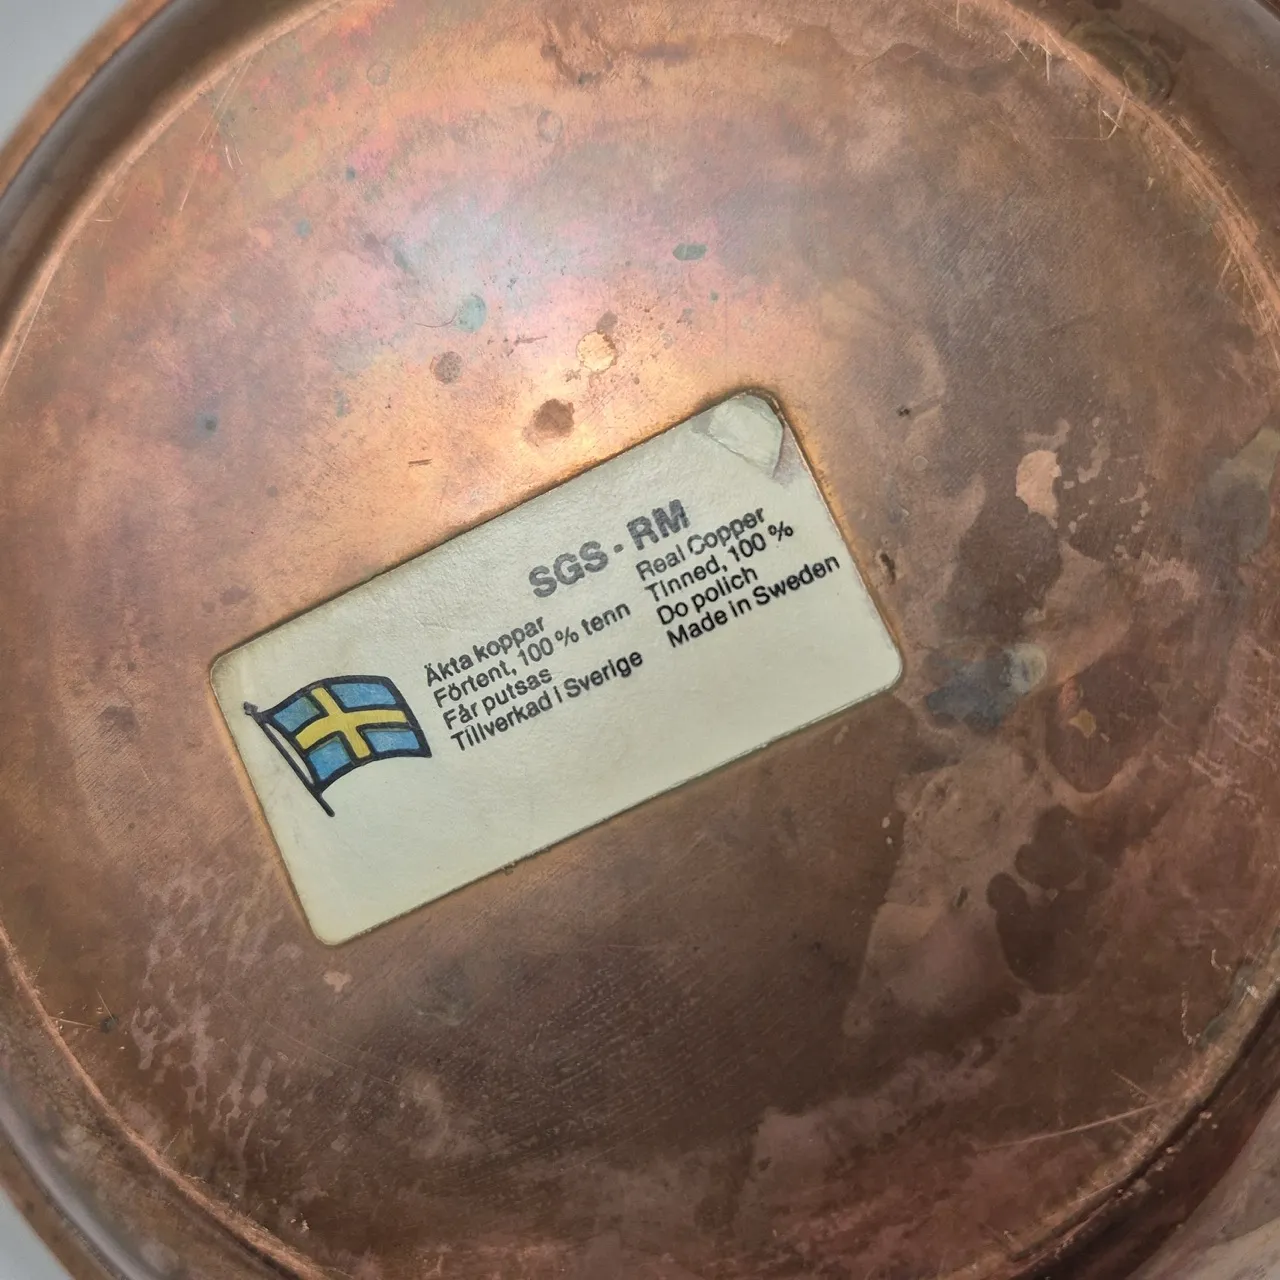 SGS - RM
Äkta koppar
Förtent, 100 % tenn
Får putsas
Tillverkad i Sverige
Real Copper
Tinned, 100 %
Do polich
Made in Sweden